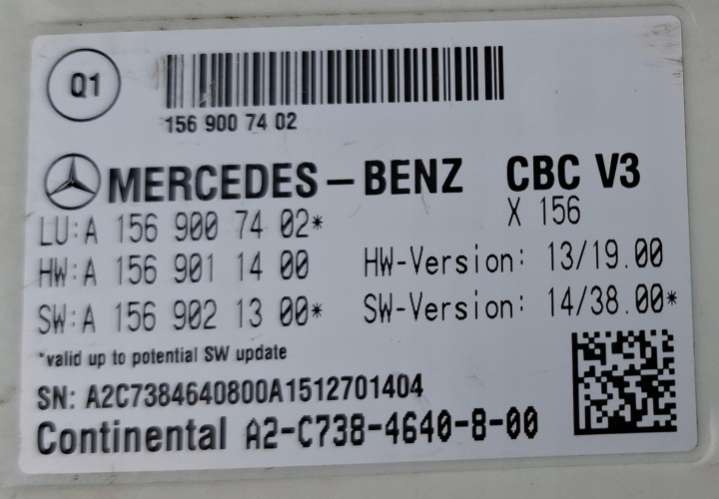 Q1
156 900 74 02
MERCEDES-BENZ CBC V3
X 156
LU:A 156 900 74 02*
HW:A 156 901 14 00 HW-Version: 13/19.00
SW:A 156 902 13 00* SW-Version: 14/38.00*
*valid up to potential SW update
SN: A2C7384640800A1512701404
Continental A2-C738-4640-8-00